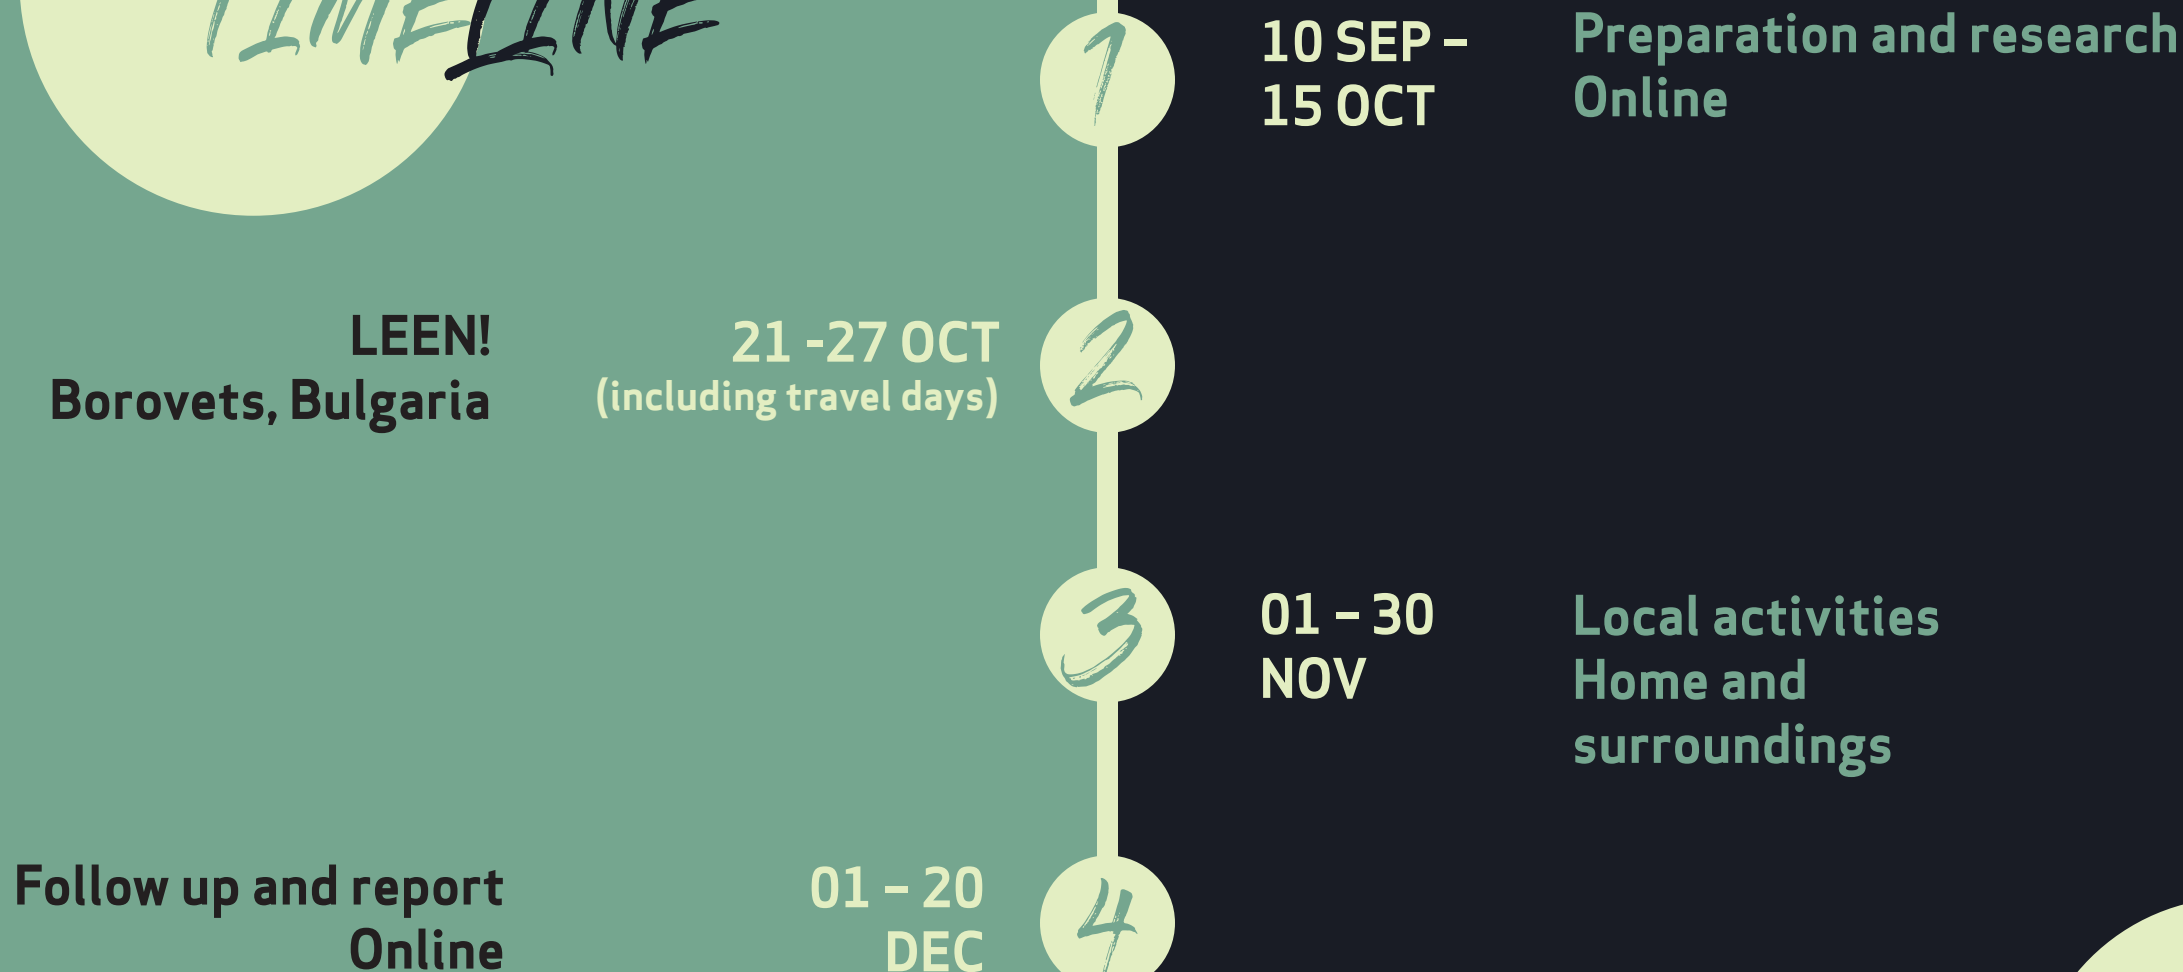 TIMELINE
1
10 SEP –
15 OCT
Preparation and research
Online
LEEN!
Borovets, Bulgaria
21 -27 OCT
(including travel days)
2
3
01 – 30
NOV
Local activities
Home and
surroundings
Follow up and report
Online
01 – 20
DEC
4